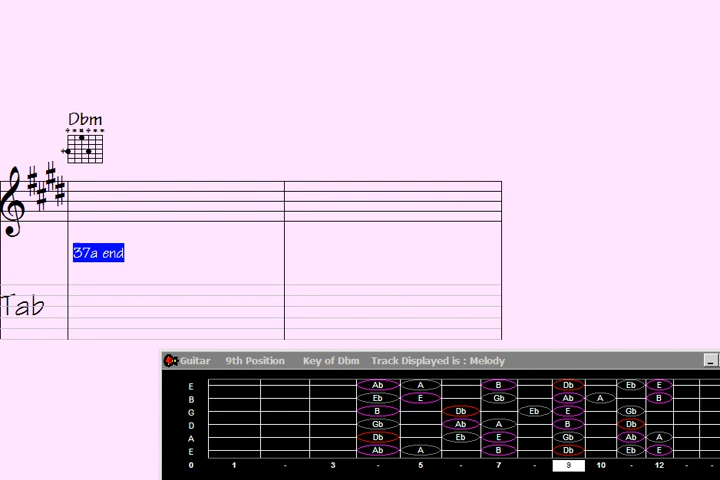 Dbm
37a end
Tab
Guitar 9th Position Key of Dbm Track Displayed is : Melody
E Ab A B Db Eb E
B Eb E Gb Ab A B
G B Db Eb E Gb
D Gb Ab A B Db
A Db Eb E Gb Ab A
E Ab A B Db Eb E
0 1 - 3 - 5 - 7 - 9 10 - 12 - -